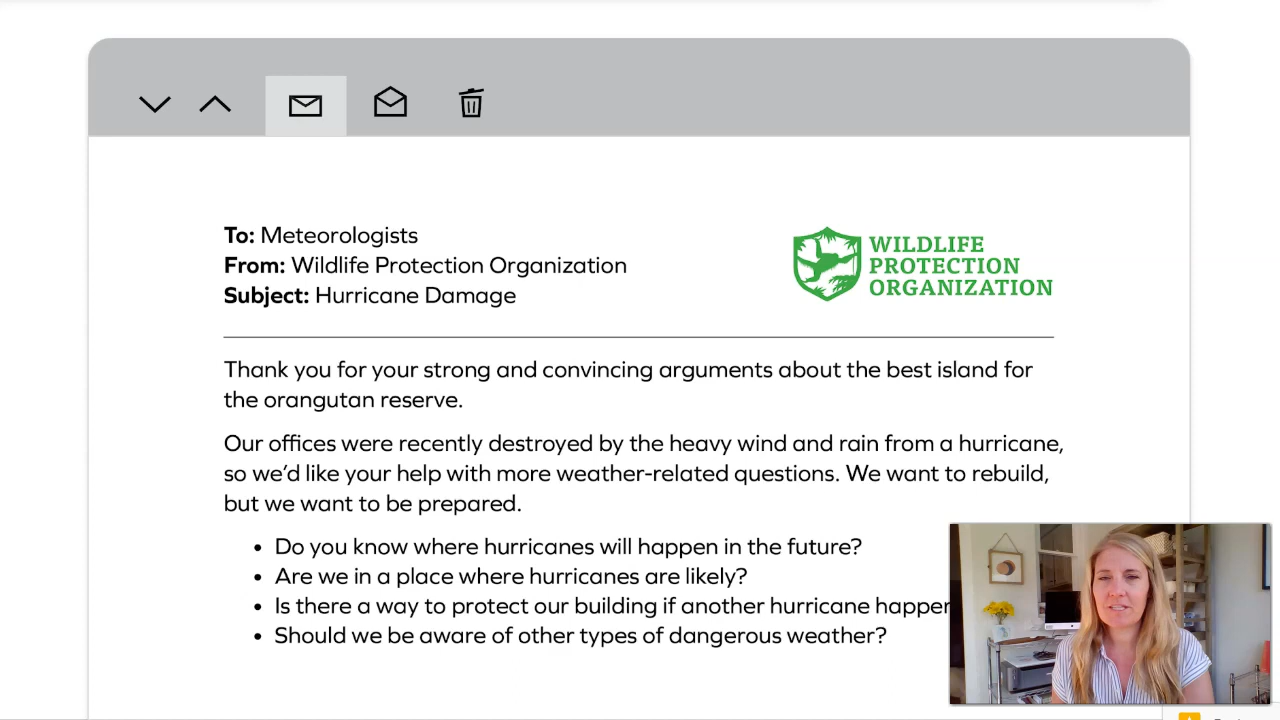 To: Meteorologists
From: Wildlife Protection Organization
Subject: Hurricane Damage
WILDLIFE
PROTECTION
ORGANIZATION
Thank you for your strong and convincing arguments about the best island for
the orangutan reserve.
Our offices were recently destroyed by the heavy wind and rain from a hurricane,
so we’d like your help with more weather-related questions. We want to rebuild,
but we want to be prepared.
• Do you know where hurricanes will happen in the future?
• Are we in a place where hurricanes are likely?
• Is there a way to protect our building if another hurricane happen
• Should we be aware of other types of dangerous weather?